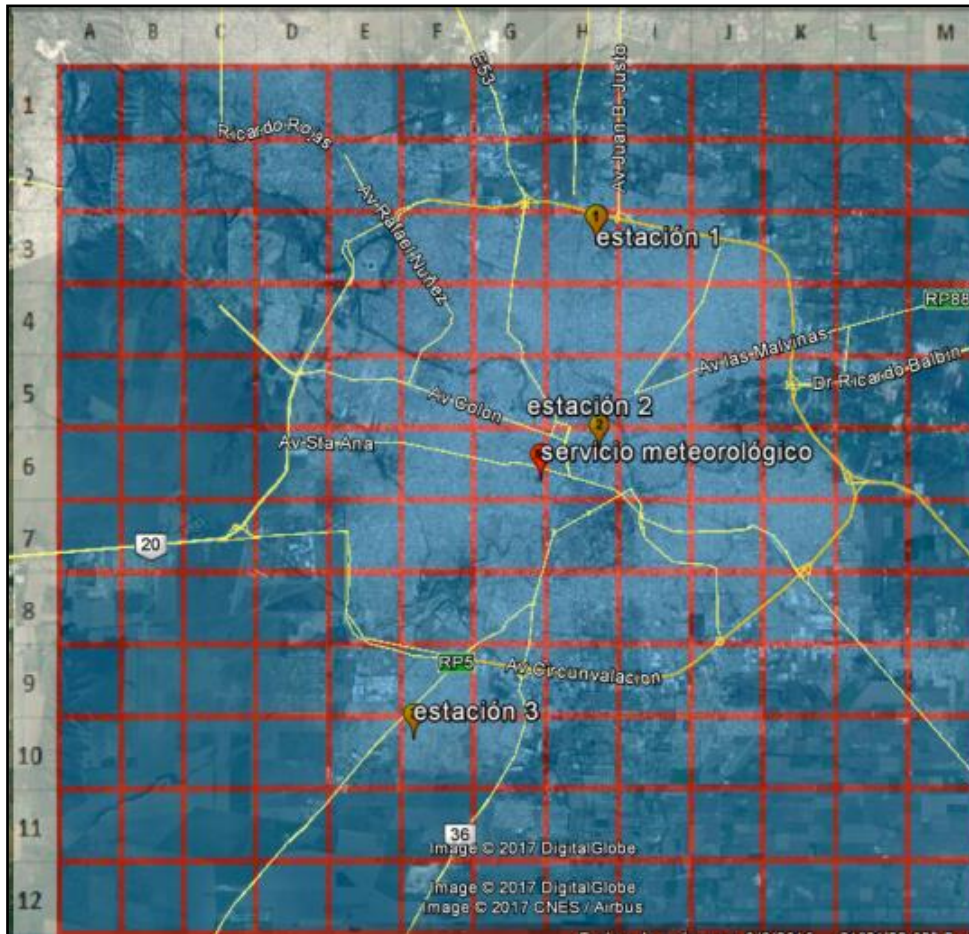 A B C D E F G H I J K L M
1
2
3
4
5
6
7
8
9
10
11
12
Ricardo Rojas
E53
Av Juan B. Justo
Av Rafael Nuñez
1
estación 1
RP88
Av las Malvinas
Dr Ricardo Balbin
Av Colon
estación 2
2
Av Sta Ana
servicio meteorológico
20
RP5
Av Circunvalacion
estación 3
36
Image © 2017 DigitalGlobe
Image © 2017 DigitalGlobe
Image © 2017 CNES / Airbus